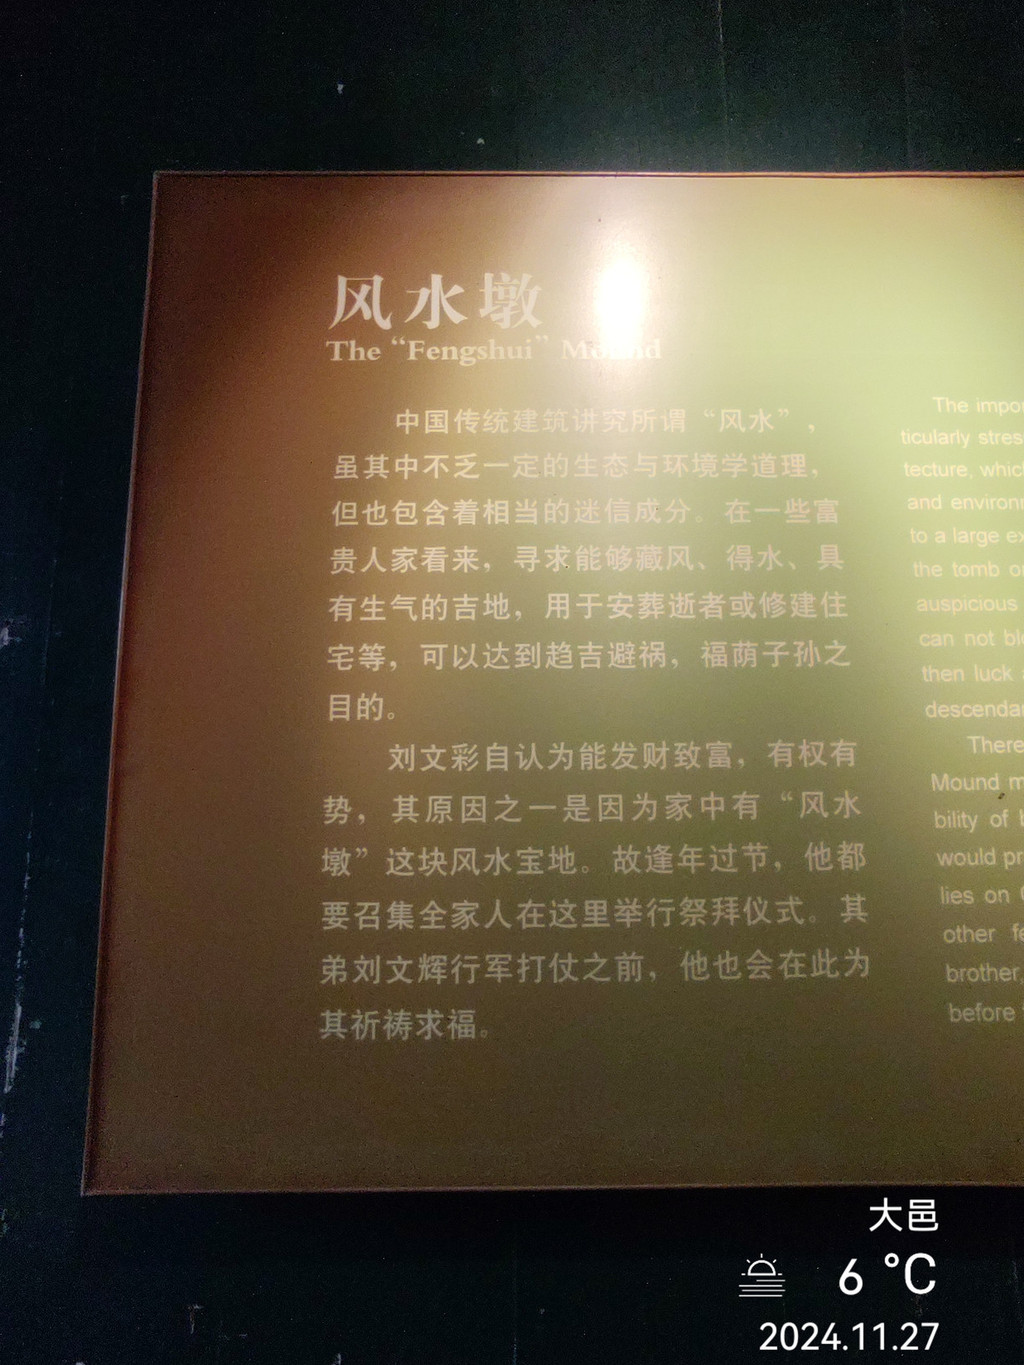 风水墩
The “Fengshui” Mound
中国传统建筑讲究所谓“风水”，
虽其中不乏一定的生态与环境学道理，
但也包含着相当的迷信成分。在一些富
贵人家看来，寻求能够藏风、得水、具
有生气的吉地，用于安葬逝者或修建住
宅等，可以达到趋吉避祸，福荫子孙之
目的。
刘文彩自认为能发财致富，有权有
势，其原因之一是因为家中有“风水
墩”这块风水宝地。故逢年过节，他都
要召集全家人在这里举行祭拜仪式。其
弟刘文辉行军打仗之前，他也会在此为
其祈祷求福。
The impor
ticularly stres
tecture, which
and environ
to a large ex
the tomb o
auspicious
can not bl
then luck
descendan
There
Mound m
bility of
would pr
lies on
other fe
brother,
before
大邑
6 °C
2024.11.27